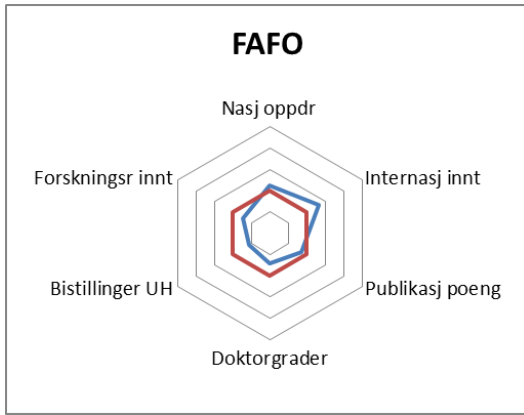 FAFO
Nasj oppdr
Forskningsr innt
Internasj innt
Bistillinger UH
Publikasj poeng
Doktorgrader